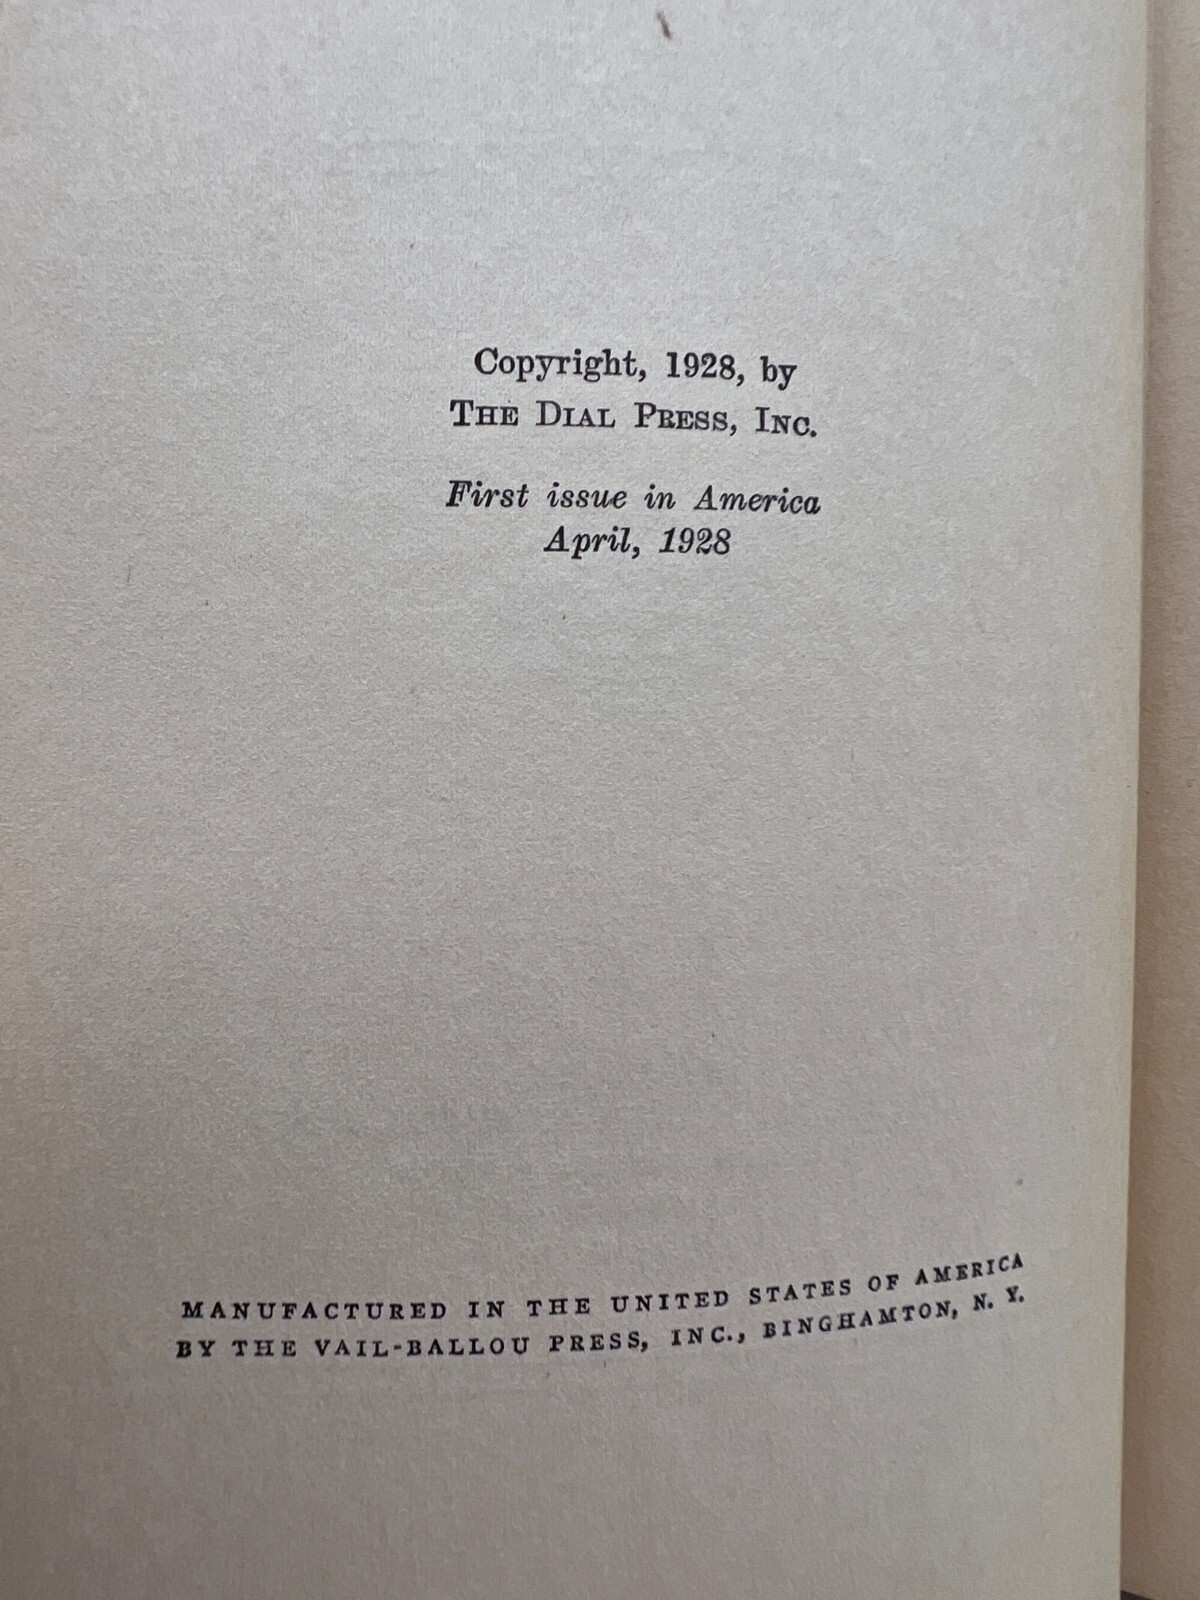 Copyright, 1928, by
THE DIAL PRESS, INC.
First issue in America
April, 1928
MANUFACTURED IN THE UNITED STATES OF AMERICA
BY THE VAIL-BALLOU PRESS, INC., BINGHAMTON, N. Y.